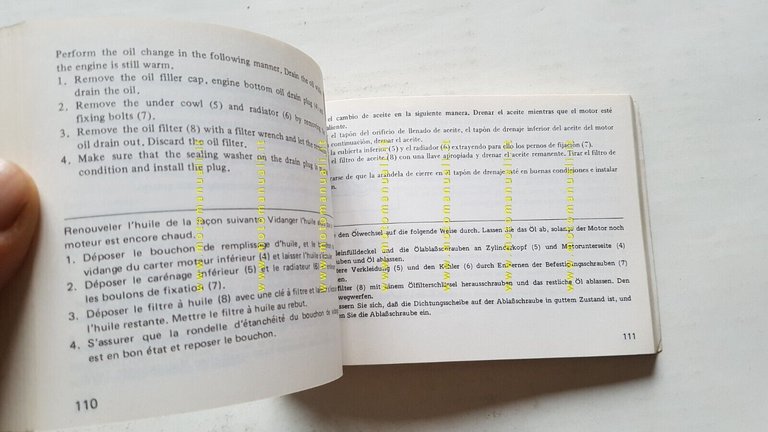 Perform the oil change in the following manner. Drain the oil
the engine is still warm.
1. Remove the oil filler cap, engine bottom oil drain plug
drain the oil.
2. Remove the under cowl (5) and radiator (6) by
fixing bolts (7).
3. Remove the oil filter (8) with a filter wrench and let the
oil drain out. Discard the oil filter.
4. Make sure that the sealing washer on the drain plug
condition and install the plug.
Renouveler l'huile de la façon suivante. Vidanger l'huile
moteur est encore chaud.
1. Déposer le bouchon de remplissage d'huile, et le
vidange du carter moteur inférieur (4) et laisser l'huile
2. Déposer le carénage inférieur (5) et le radiateur (6)
les boulons de fixation (7).
3. Déposer le filtre à huile (8) avec une clé à filtre et
l'huile restante. Mettre le filtre à huile au rebut.
4. S'assurer que la rondelle d'étanchéité du bouchon de
est en bon état et reposer le bouchon.
110
el cambio de aceite en la siguiente manera. Drenar el aceite mientras que el motor esté
caliente.
el tapón del orificio de llenado de aceite, el tapón de drenaje inferior del aceite del motor
continuación, drenar el aceite.
la cubierta inferior (5) y el radiador (6) extrayendo para ello los pernos de fijación (7).
el filtro de aceite (8) con una llave apropiada y drenar el aceite remanente. Tirar el filtro de
rarse de que la arandela de cierre en el tapón de drenaje esté en buenas condiciones e instalar
n.
den Ölwechsel auf die folgende Weise durch. Lassen Sie das Öl ab, solange der Motor noch
leinfülldeckel und die Ölablaßschrauben an Zylinderkopf (5) und Motorunterseite (4)
uben und Öl ablassen.
tere Verkleidung (5) und den Kühler (6) durch Entfernen der Befestigungsschrauben (7)
en.
filter (8) mit einem Ölfilterschlüssel herausschrauben und das restliche Öl ablassen. Den
wegwerfen.
ssern Sie sich, daß die Dichtungsscheibe auf der Ablaßschraube in gutem Zustand ist, und
en Sie die Ablaßschraube ein.
111